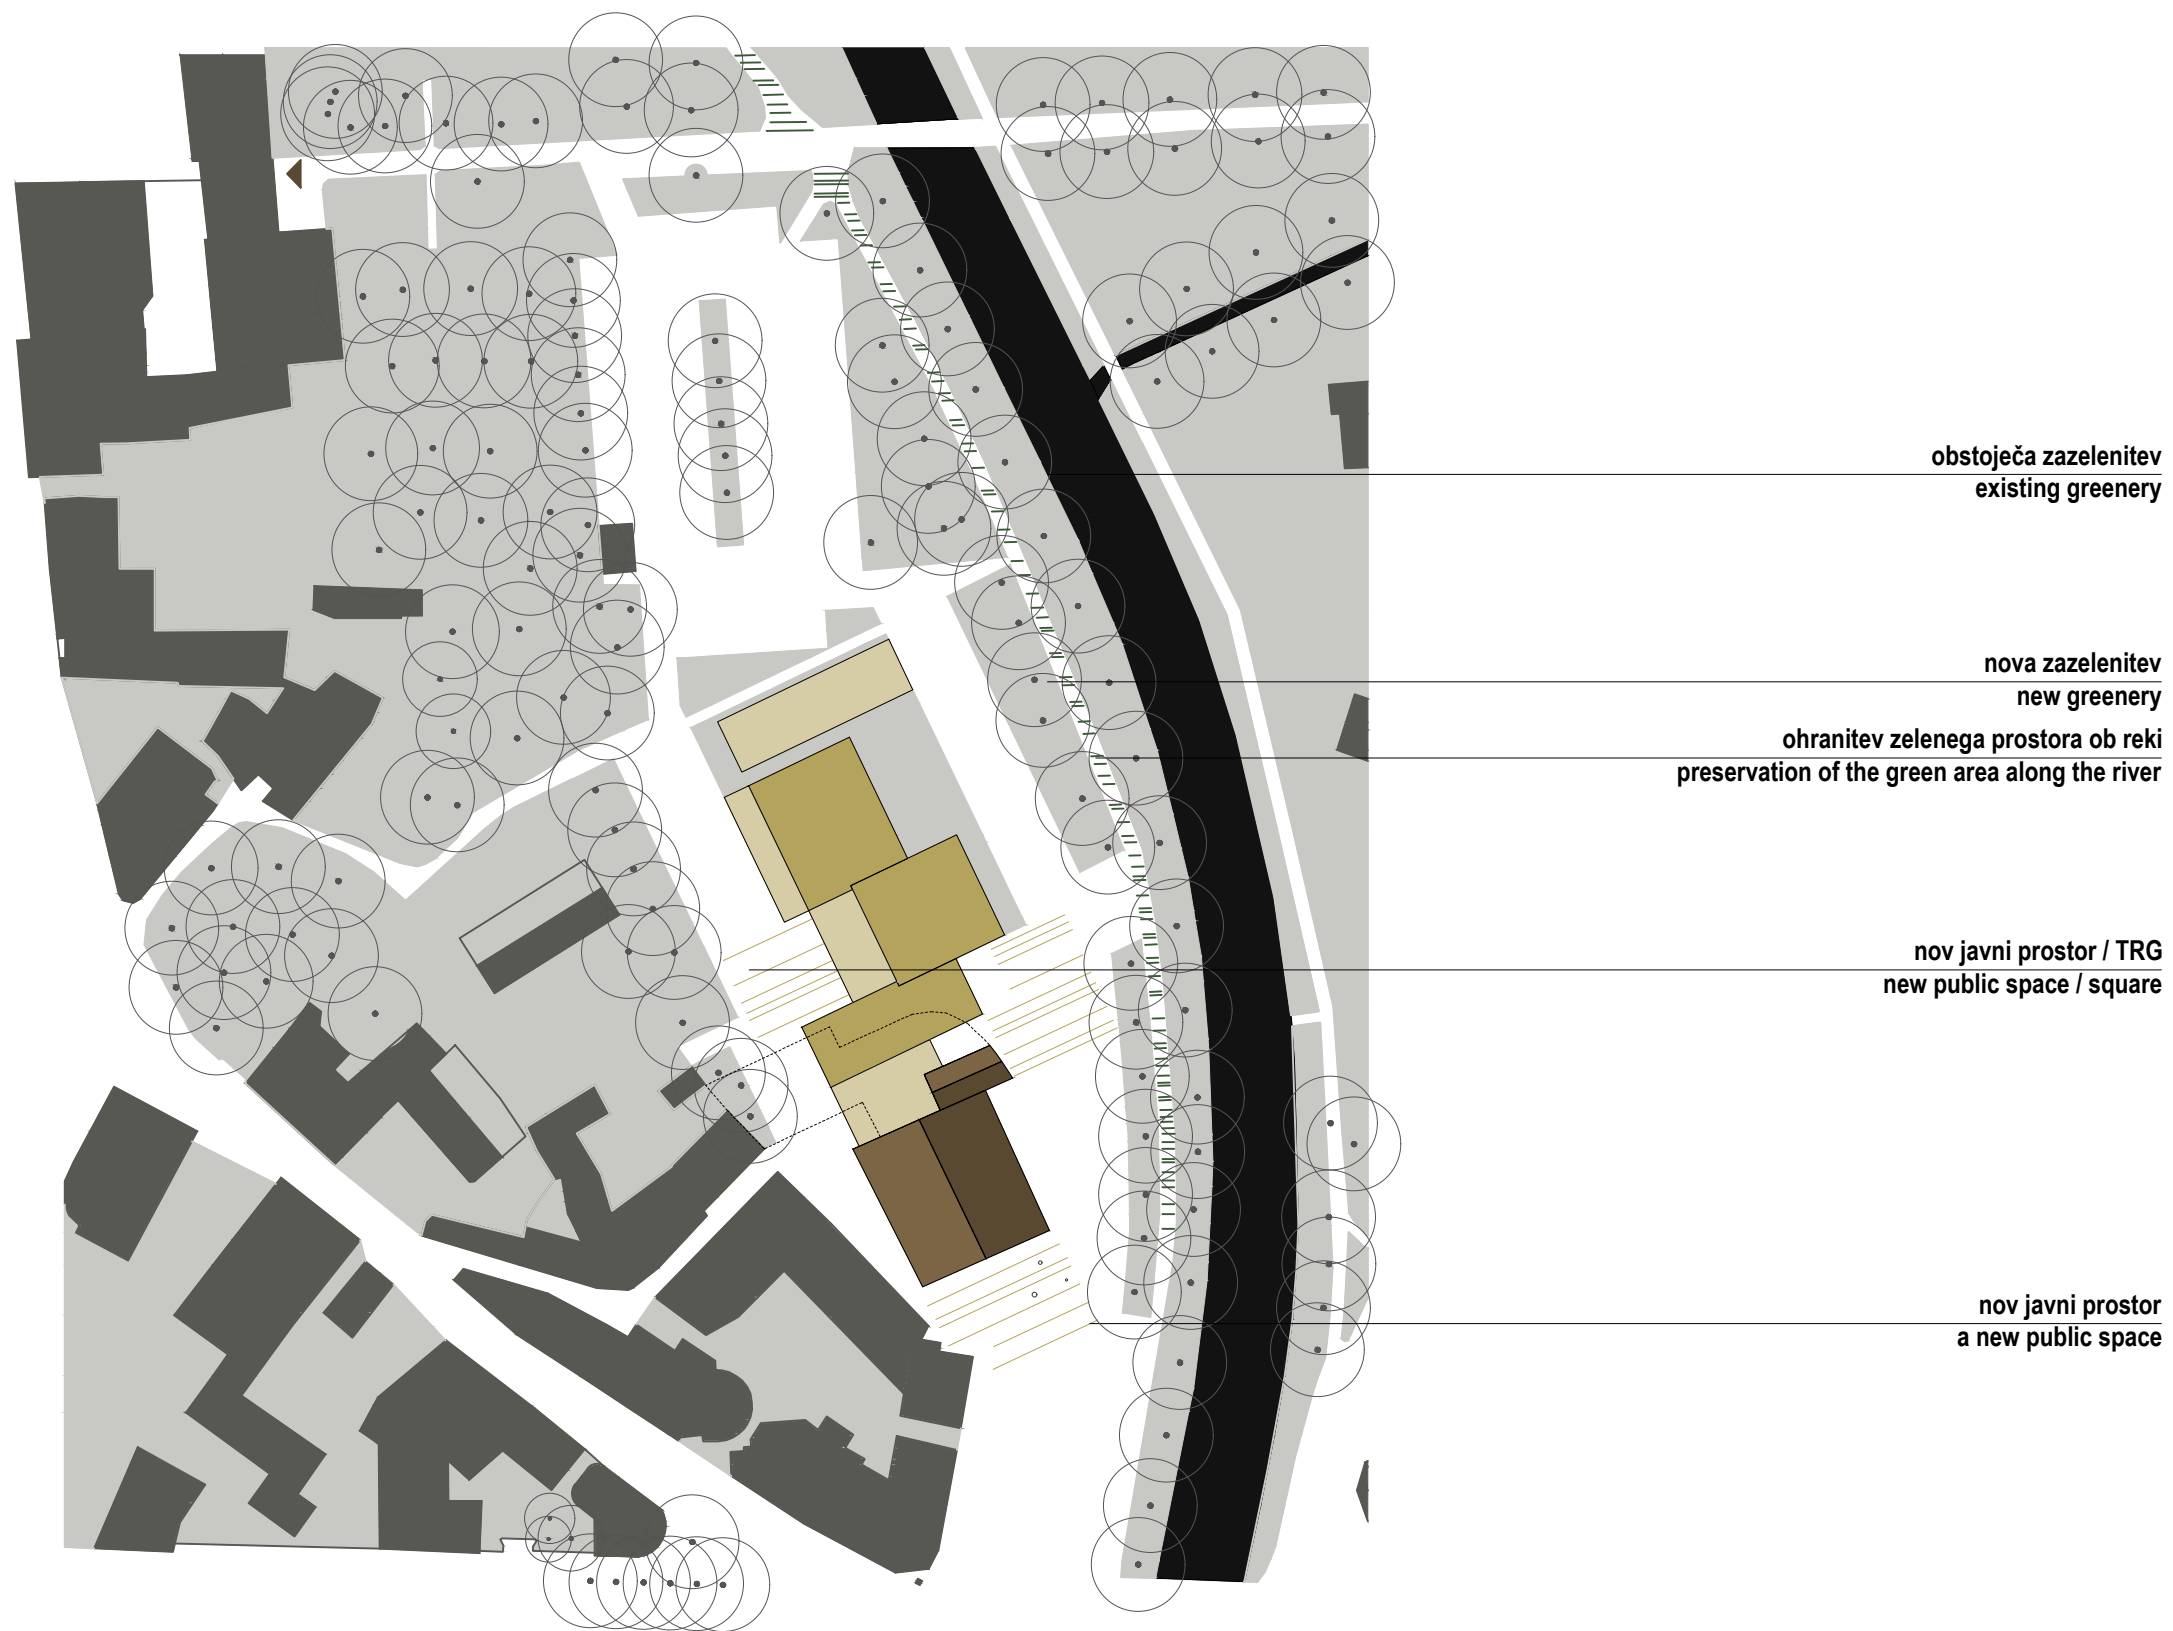 obstoječa zazelenitev
existing greenery
nova zazelenitev
new greenery
ohranitev zelenega prostora ob reki
preservation of the green area along the river
nov javni prostor / TRG
new public space / square
nov javni prostor
a new public space